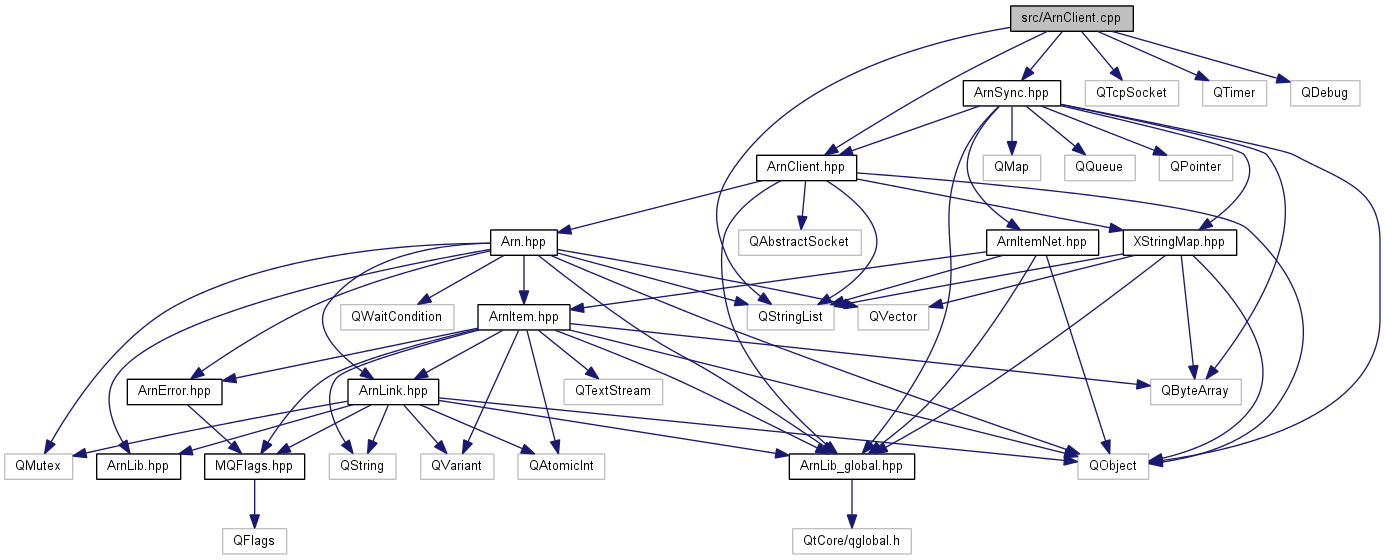 src/ArnClient.cpp
ArnSync.hpp
QTcpSocket
QTimer
QDebug
ArnClient.hpp
QMap
QQueue
QPointer
Arn.hpp
QAbstractSocket
ArnItemNet.hpp
XStringMap.hpp
QWaitCondition
ArnItem.hpp
QStringList
QVector
ArnError.hpp
ArnLink.hpp
QTextStream
QByteArray
QMutex
ArnLib.hpp
MQFlags.hpp
QString
QVariant
QAtomicInt
ArnLib_global.hpp
QObject
QFlags
QtCore/qglobal.h